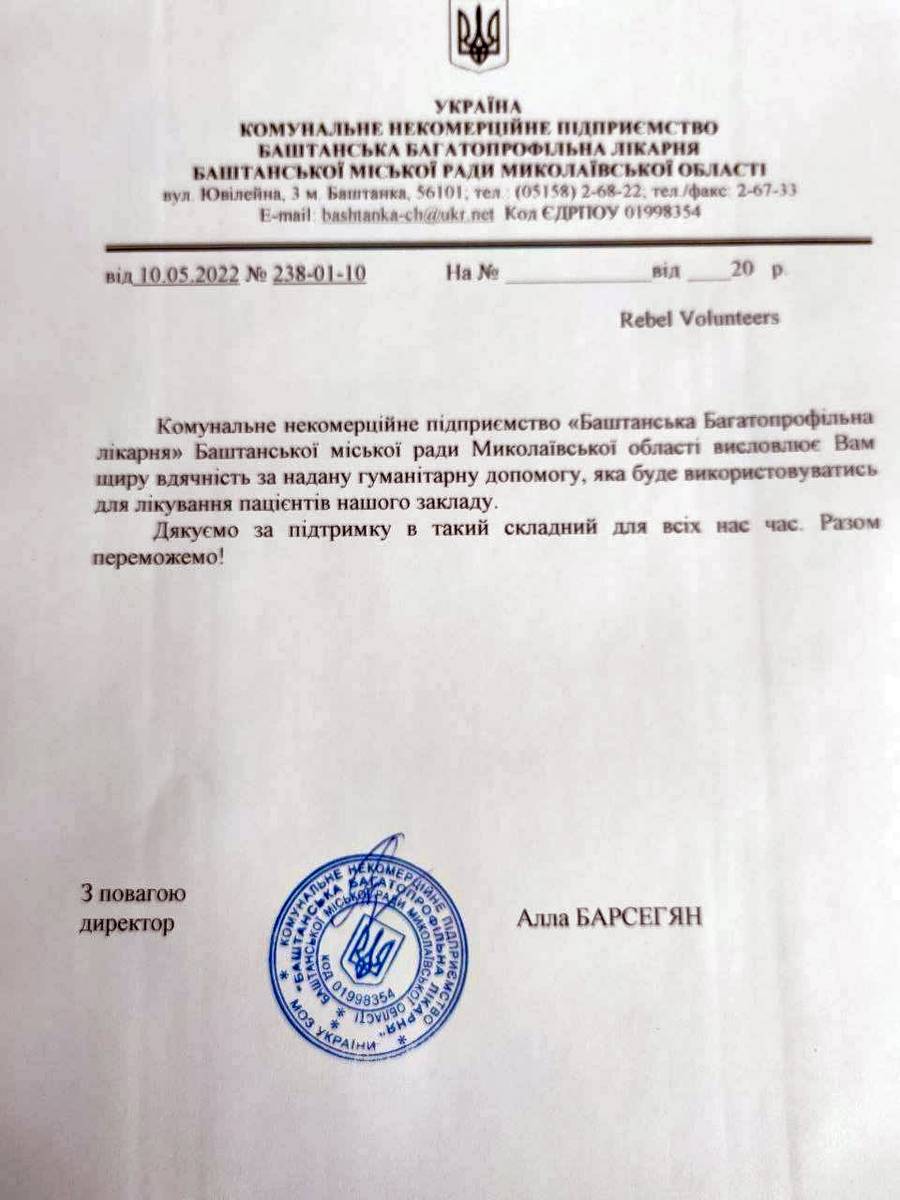 УКРАЇНА
КОМУНАЛЬНЕ НЕКОМЕРЦІЙНЕ ПІДПРИЄМСТВО
БАШТАНСЬКА БАГАТОПРОФІЛЬНА ЛІКАРНЯ
БАШТАНСЬКОЇ МІСЬКОЇ РАДИ МИКОЛАЇВСЬКОЇ ОБЛАСТІ
вул. Ювілейна, 3 м. Баштанка, 56101; тел.: (05158) 2-68-22; тел./факс: 2-67-33
E-mail: bashtanka-ch@ukr.net Код ЄДРПОУ 01998354
від 10.05.2022 № 238-01-10 На № ____________ від ___20 р.
Rebel Volunteers
Комунальне некомерційне підприємство «Баштанська Багатопрофільна
лікарня» Баштанської міської ради Миколаївської області висловлює Вам
щиру вдячність за надану гуманітарну допомогу, яка буде використовуватись
для лікування пацієнтів нашого закладу.
Дякуємо за підтримку в такий складний для всіх нас час. Разом
переможемо!
З повагою
директор
Алла БАРСЕГЯН
КОМУНАЛЬНЕ НЕКОМЕРЦІЙНЕ ПІДПРИЄМСТВО
"БАШТАНСЬКА БАГАТОПРОФІЛЬНА ЛІКАРНЯ"
БАШТАНСЬКОЇ МІСЬКОЇ РАДИ МИКОЛАЇВСЬКОЇ ОБЛАСТІ
код 01998354
* МОЗ УКРАЇНИ *